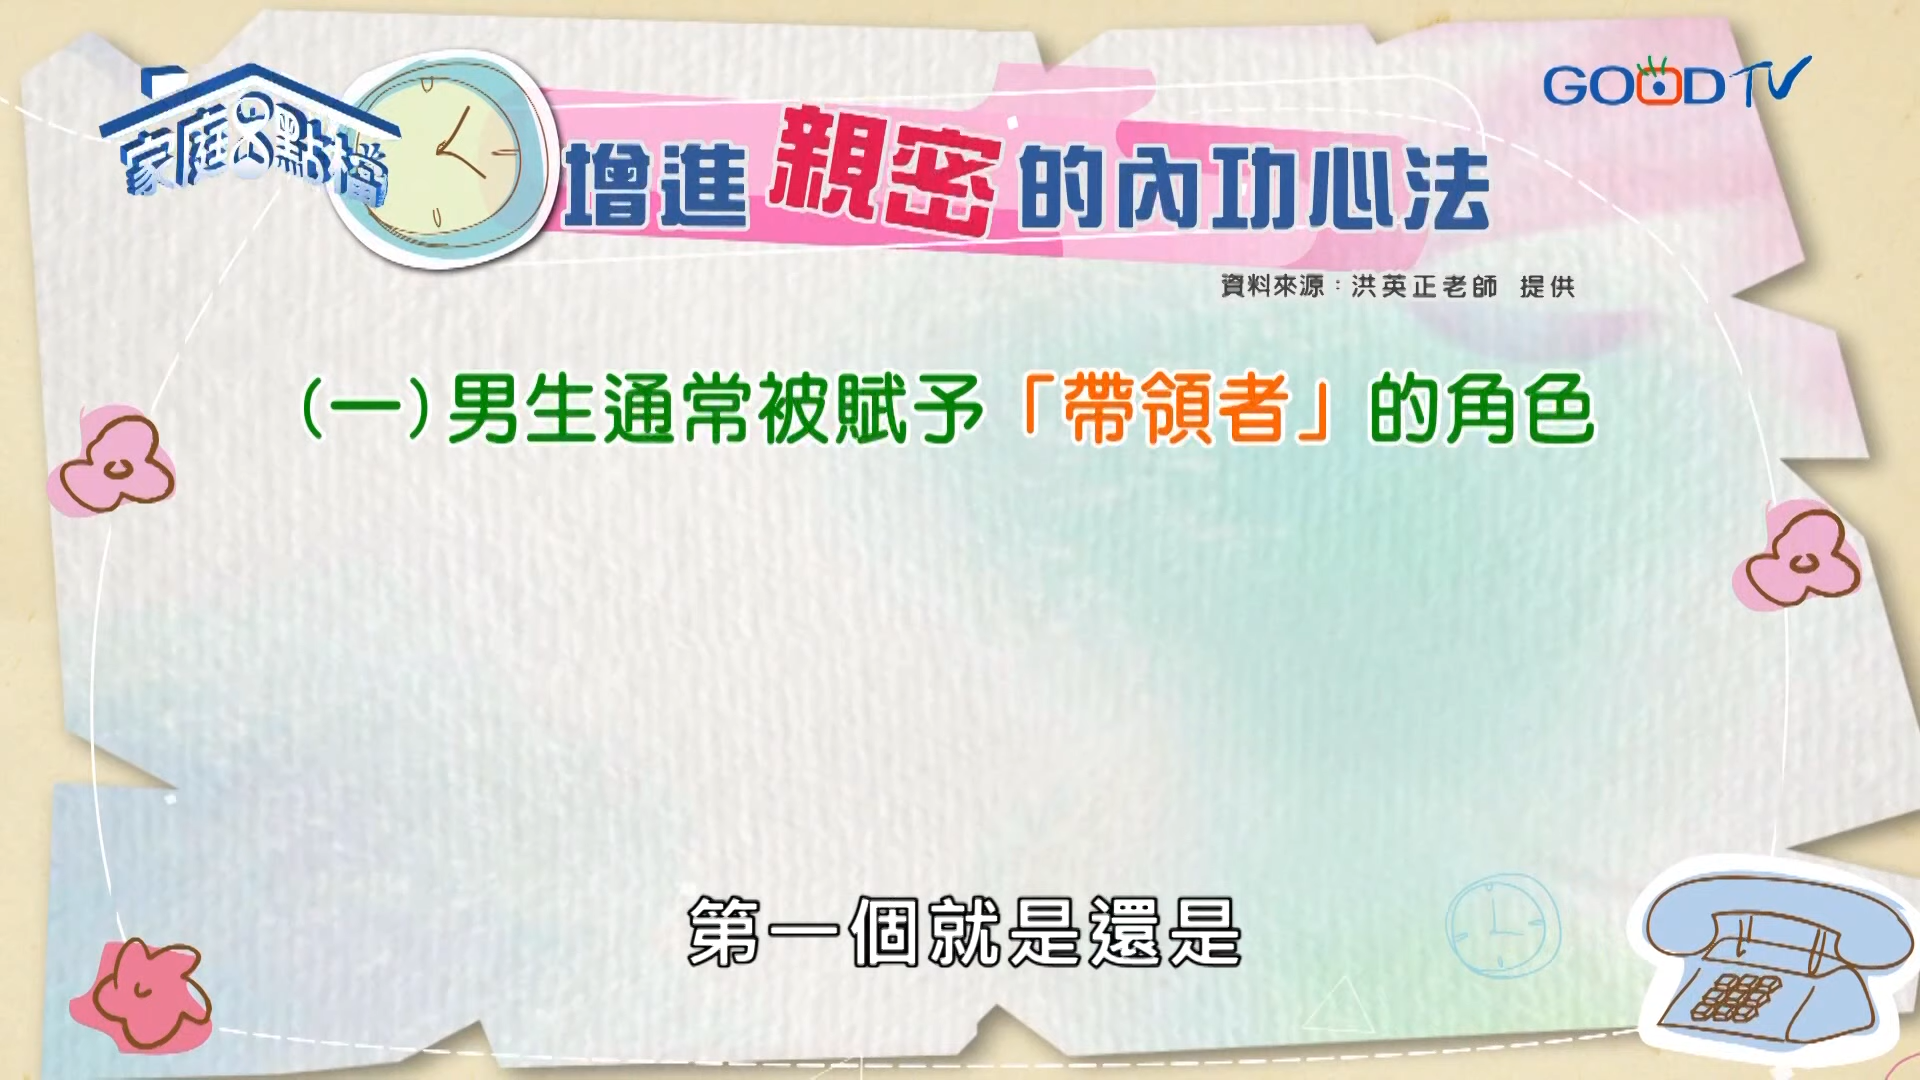 家庭8點檔
GOOD TV
增進親密的內功心法
資料來源：洪英正老師 提供
(一)男生通常被賦予「帶領者」的角色
第一個就是還是